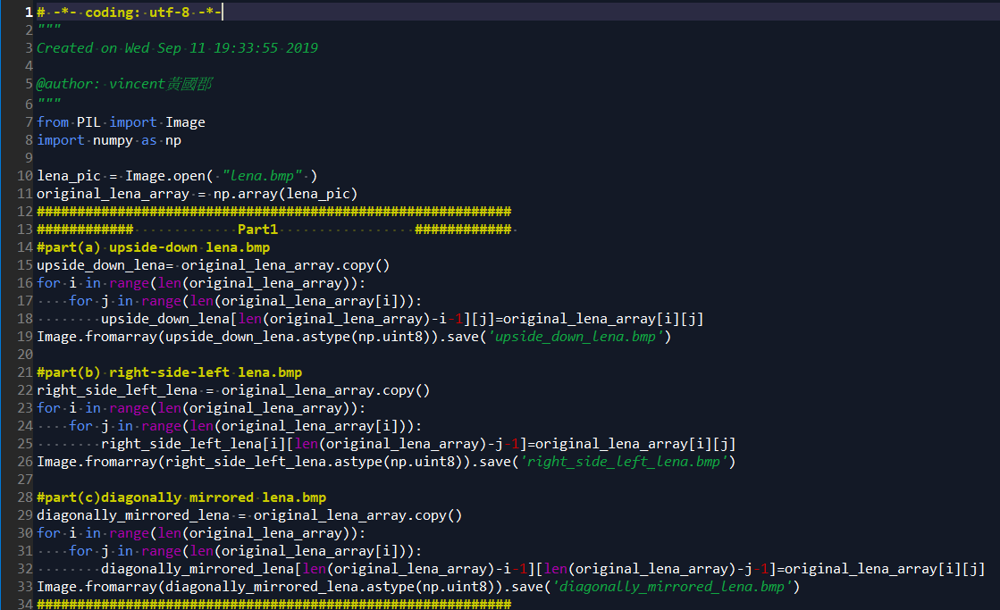 1 # -*- coding: utf-8 -*-
2 """
3 Created on Wed Sep 11 19:33:55 2019
4
5 @author: vincent黃國郡
6 """
7 from PIL import Image
8 import numpy as np
9
10 lena_pic = Image.open( "lena.bmp" )
11 original_lena_array = np.array(lena_pic)
12 ###########################################################
13 ############             Part1                 ############
14 #part(a) upside-down lena.bmp
15 upside_down_lena= original_lena_array.copy()
16 for i in range(len(original_lena_array)):
17     for j in range(len(original_lena_array[i])):
18         upside_down_lena[len(original_lena_array)-i-1][j]=original_lena_array[i][j]
19 Image.fromarray(upside_down_lena.astype(np.uint8)).save('upside_down_lena.bmp')
20
21 #part(b) right-side-left lena.bmp
22 right_side_left_lena = original_lena_array.copy()
23 for i in range(len(original_lena_array)):
24     for j in range(len(original_lena_array[i])):
25         right_side_left_lena[i][len(original_lena_array)-j-1]=original_lena_array[i][j]
26 Image.fromarray(right_side_left_lena.astype(np.uint8)).save('right_side_left_lena.bmp')
27
28 #part(c)diagonally mirrored lena.bmp
29 diagonally_mirrored_lena = original_lena_array.copy()
30 for i in range(len(original_lena_array)):
31     for j in range(len(original_lena_array[i])):
32         diagonally_mirrored_lena[len(original_lena_array)-i-1][len(original_lena_array)-j-1]=original_lena_array[i][j]
33 Image.fromarray(diagonally_mirrored_lena.astype(np.uint8)).save('diagonally_mirrored_lena.bmp')
34 ###########################################################